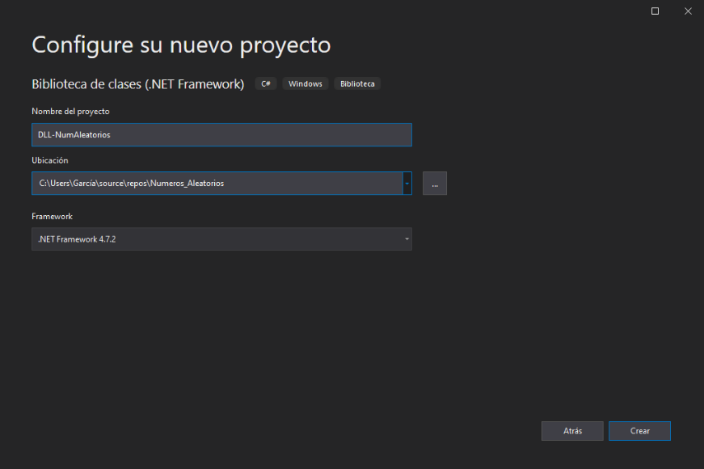 Configure su nuevo proyecto
Biblioteca de clases (.NET Framework) C# Windows Biblioteca
Nombre del proyecto
DLL-NumAleatorios
Ubicación
C:\Users\García\source\repos\Numeros_Aleatorios ...
Framework
.NET Framework 4.7.2
Atrás Crear